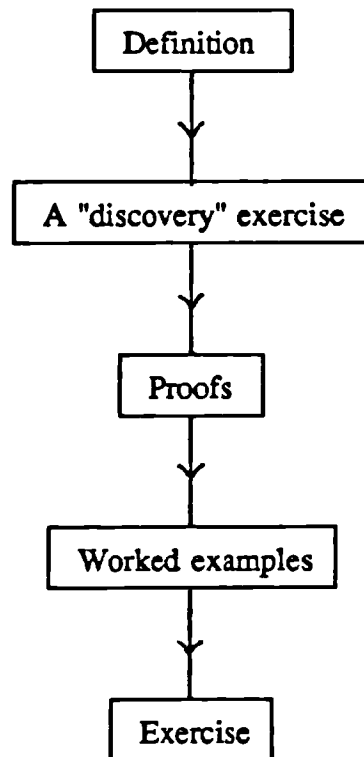 Definition
A "discovery" exercise
Proofs
Worked examples
Exercise